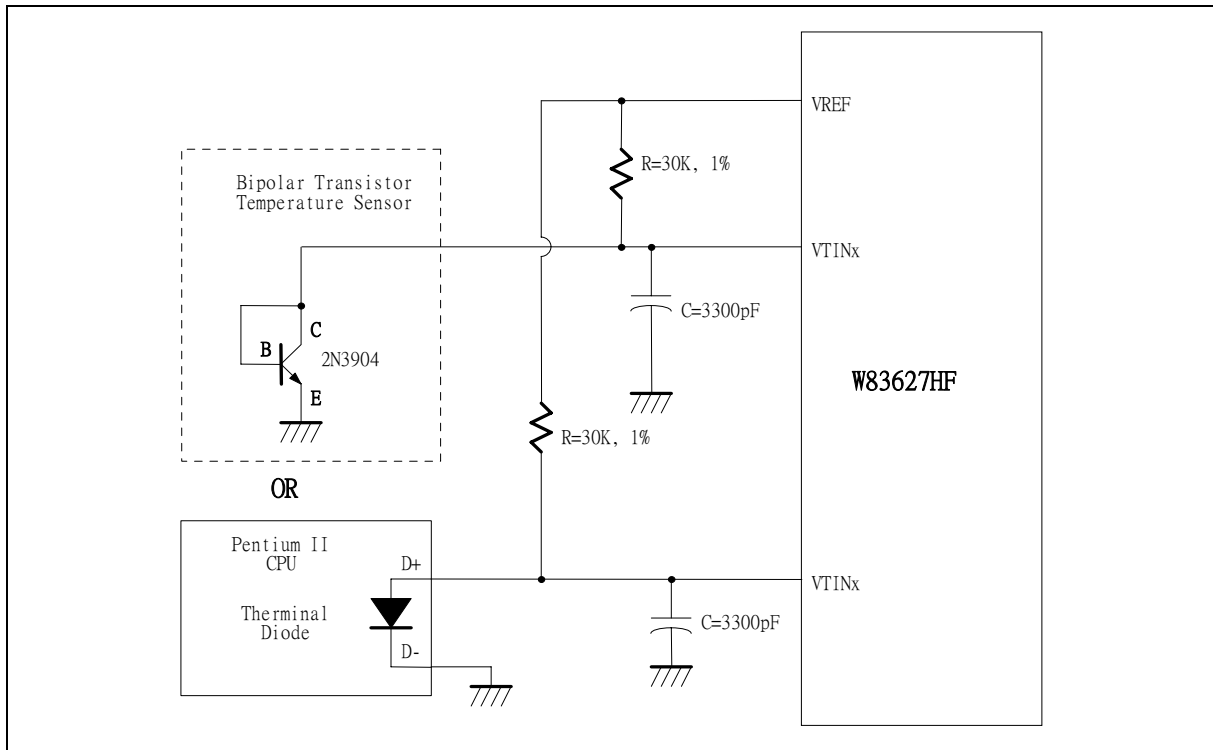 VREF
R=30K, 1%
Bipolar Transistor
Temperature Sensor
VTINx
C=3300pF
C
B
2N3904
E
W83627HF
R=30K, 1%
OR
Pentium II
CPU
D+
VTINx
Therminal
Diode
C=3300pF
D-